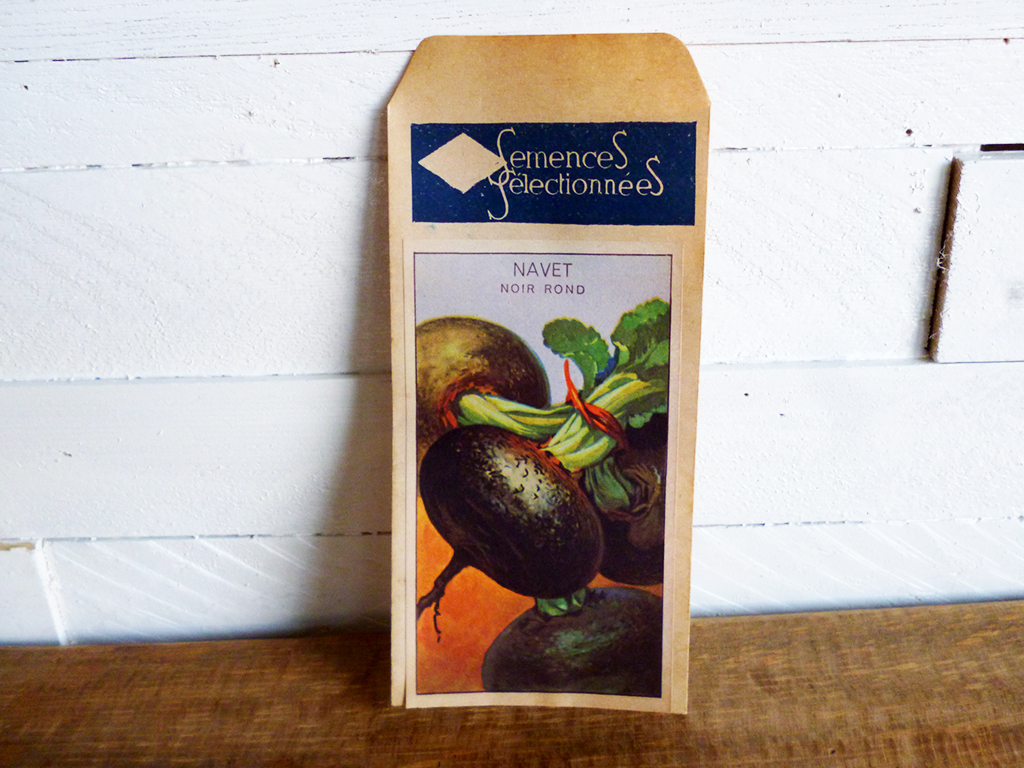 SemenceS
SélectionnéeS
NAVET
NOIR ROND